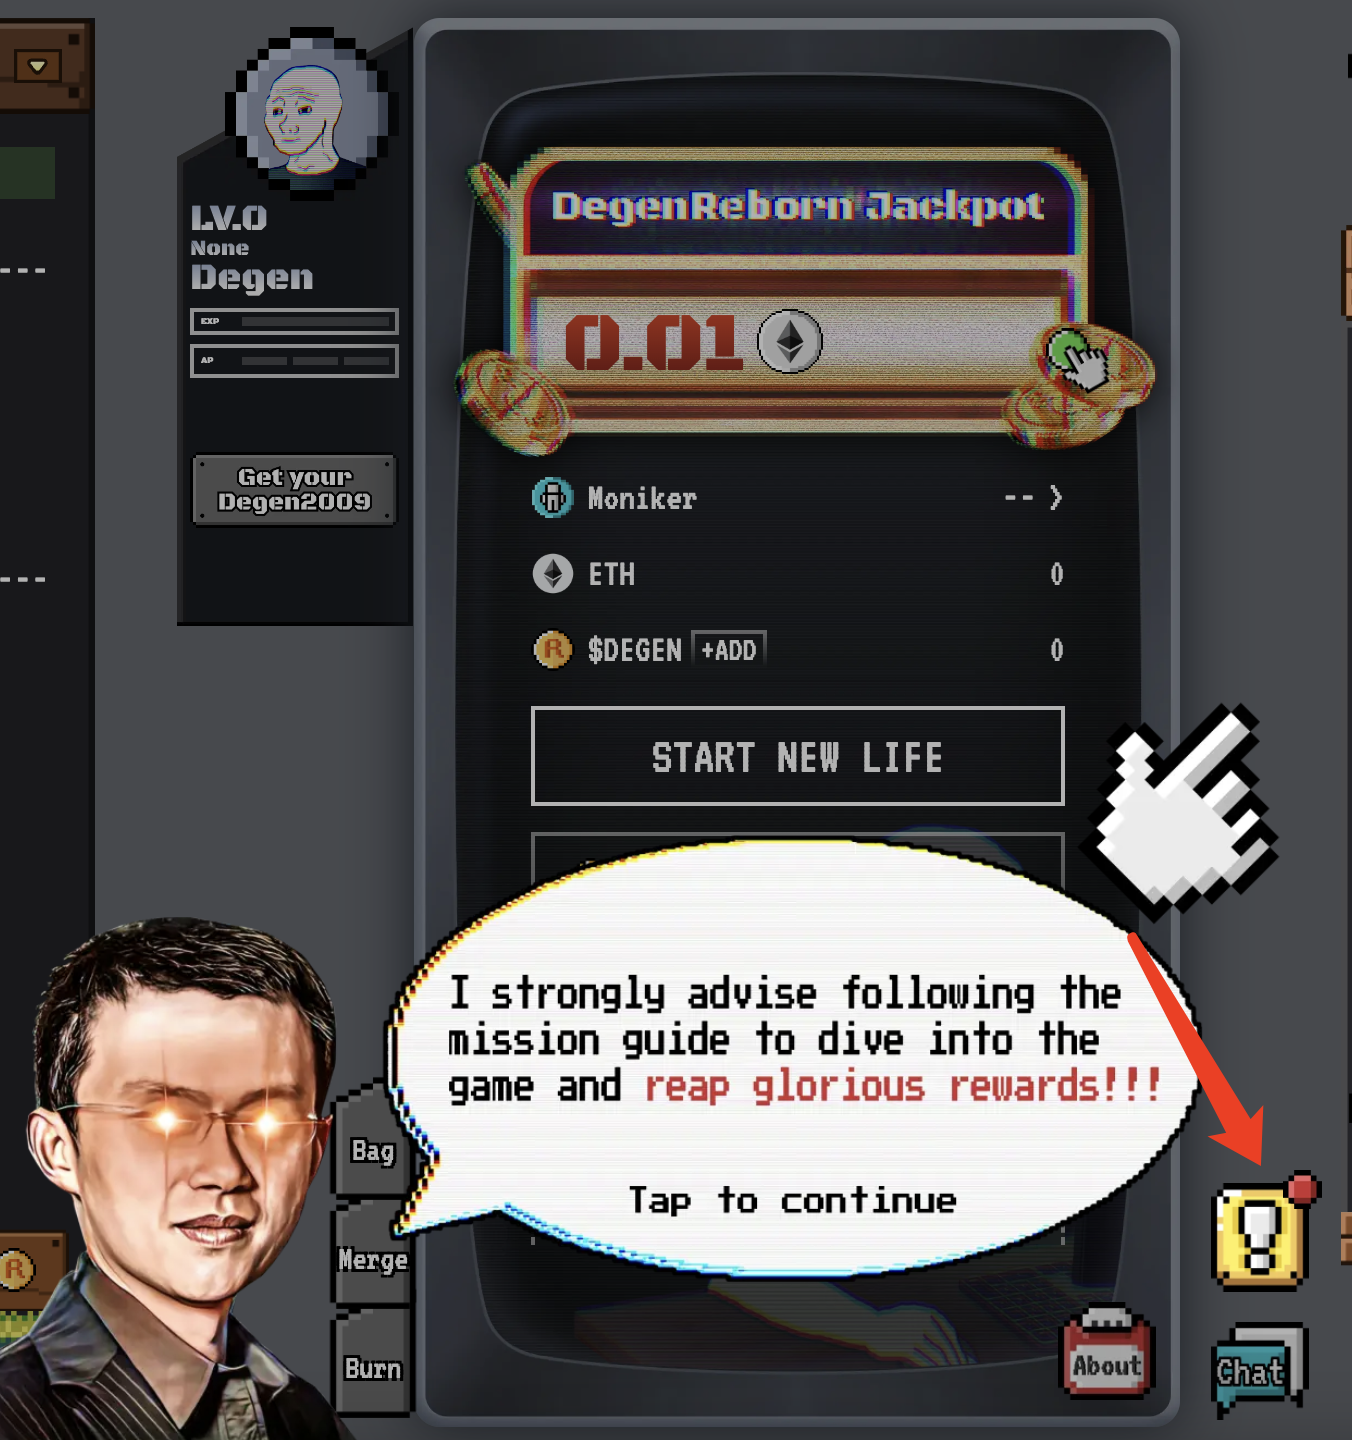 DegenReborn Jackpot
0.01
LV.0
None
Degen
EXP
AP
Get your
Degen2009
Moniker -- >
ETH 0
$DEGEN +ADD 0
START NEW LIFE
I strongly advise following the
mission guide to dive into the
game and reap glorious rewards!!!
Tap to continue
Bag
Merge
Burn
R
!
About
Chat